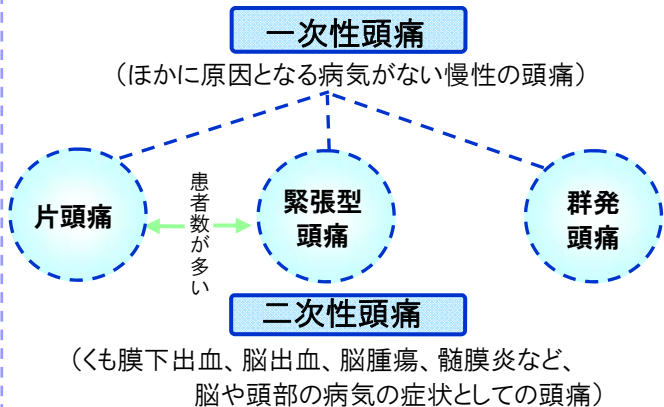 一次性頭痛
（ほかに原因となる病気がない慢性の頭痛）
片頭痛
患者数が多い
緊張型
頭痛
群発
頭痛
二次性頭痛
（くも膜下出血、脳出血、脳腫瘍、髄膜炎など、
脳や頭部の病気の症状としての頭痛）